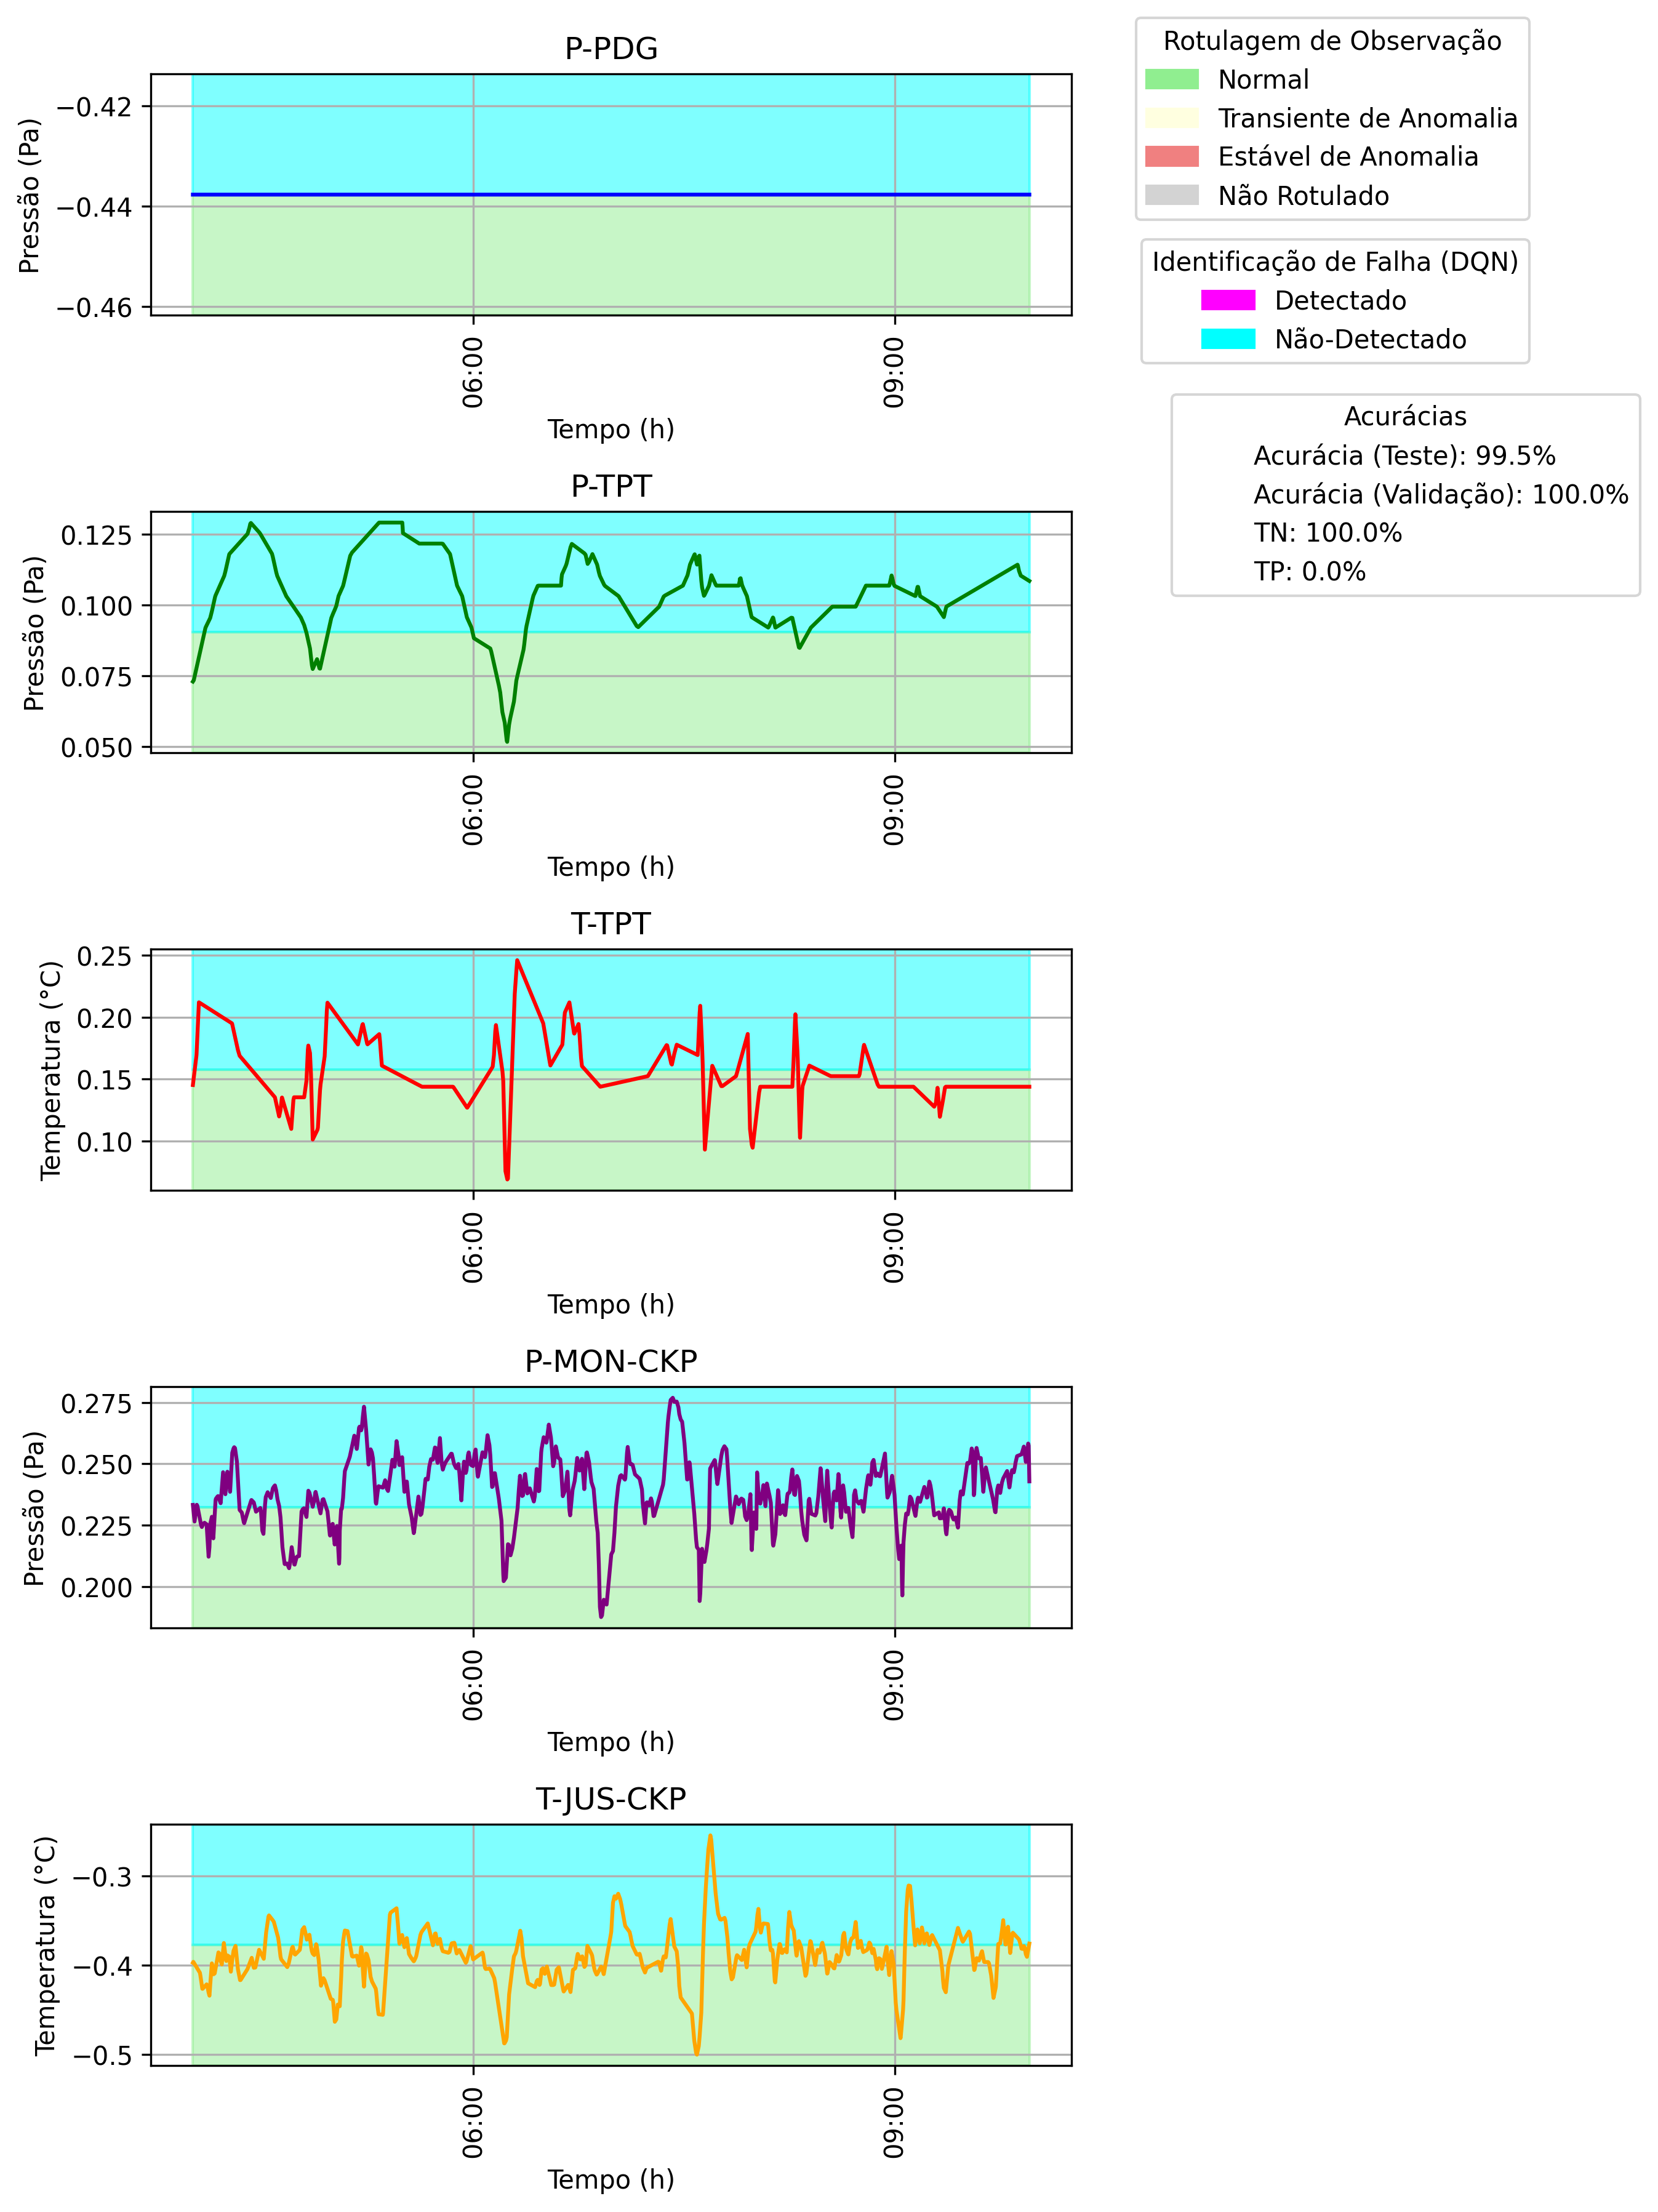 P-PDG
−0.42
−0.44
−0.46
Pressão (Pa)
06:00
09:00
Tempo (h)
Rotulagem de Observação
Normal
Transiente de Anomalia
Estável de Anomalia
Não Rotulado
Identificação de Falha (DQN)
Detectado
Não-Detectado
Acurácias
Acurácia (Teste): 99.5%
Acurácia (Validação): 100.0%
TN: 100.0%
TP: 0.0%
P-TPT
0.125
0.100
0.075
0.050
Pressão (Pa)
06:00
09:00
Tempo (h)
T-TPT
0.25
0.20
0.15
0.10
Temperatura (°C)
06:00
09:00
Tempo (h)
P-MON-CKP
0.275
0.250
0.225
0.200
Pressão (Pa)
06:00
09:00
Tempo (h)
T-JUS-CKP
−0.3
−0.4
−0.5
Temperatura (°C)
06:00
09:00
Tempo (h)